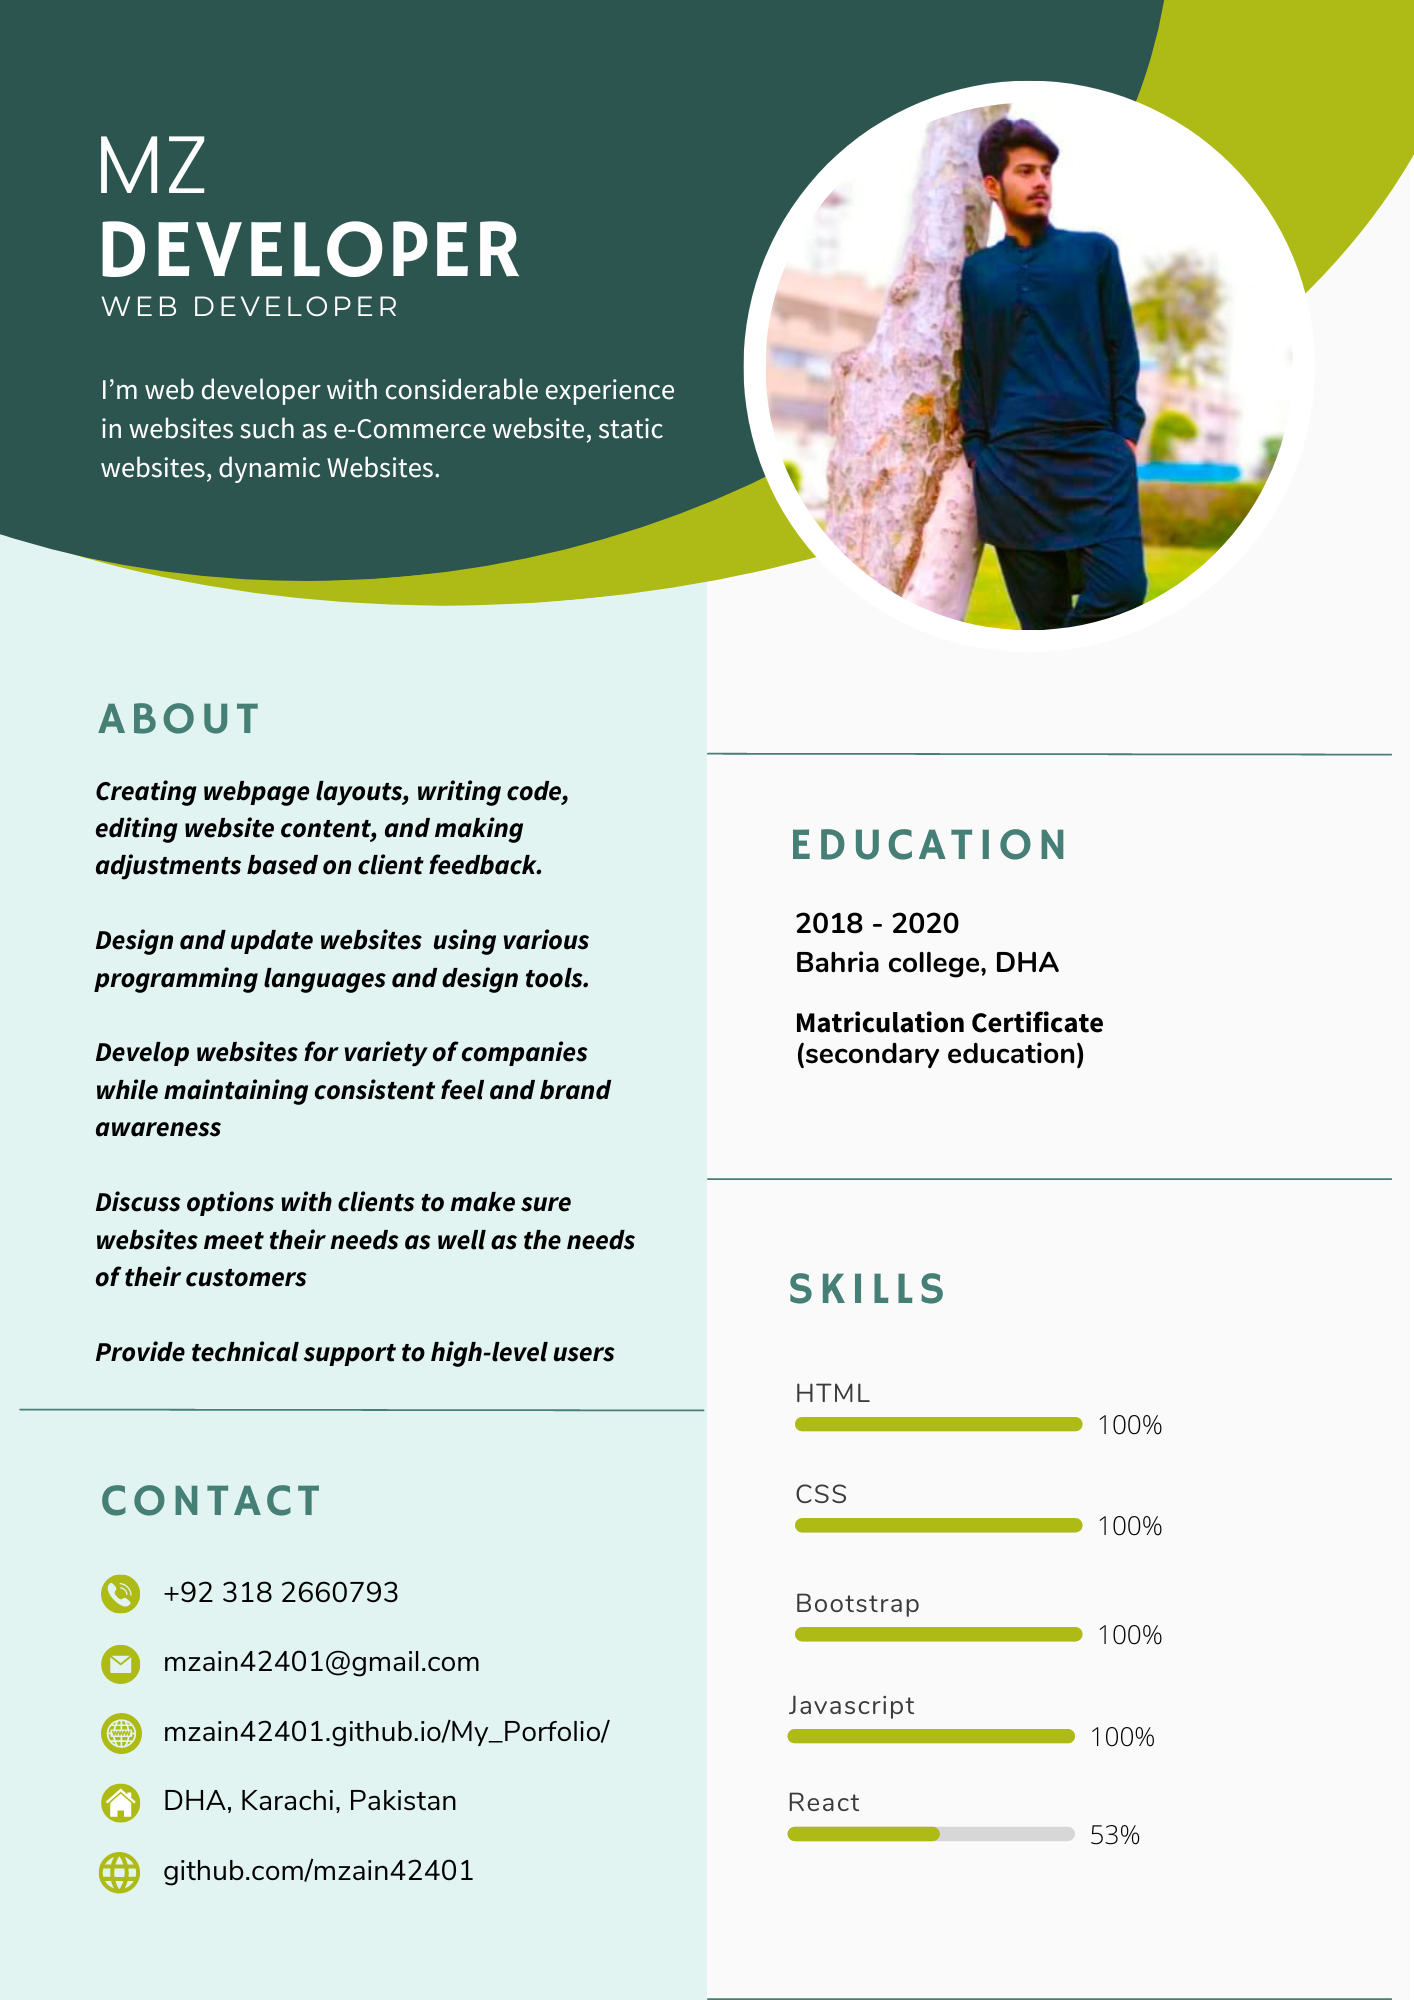 MZ
DEVELOPER
WEB DEVELOPER
I’m web developer with considerable experience
in websites such as e-Commerce website, static
websites, dynamic Websites.
ABOUT
Creating webpage layouts, writing code,
editing website content, and making
adjustments based on client feedback.
Design and update websites  using various
programming languages and design tools.
Develop websites for variety of companies
while maintaining consistent feel and brand
awareness
Discuss options with clients to make sure
websites meet their needs as well as the needs
of their customers
Provide technical support to high-level users
CONTACT
+92 318 2660793
mzain42401@gmail.com
mzain42401.github.io/My_Porfolio/
DHA, Karachi, Pakistan
github.com/mzain42401
EDUCATION
2018 - 2020
Bahria college, DHA
Matriculation Certificate
(secondary education)
SKILLS
HTML
100%
CSS
100%
Bootstrap
100%
Javascript
100%
React
53%